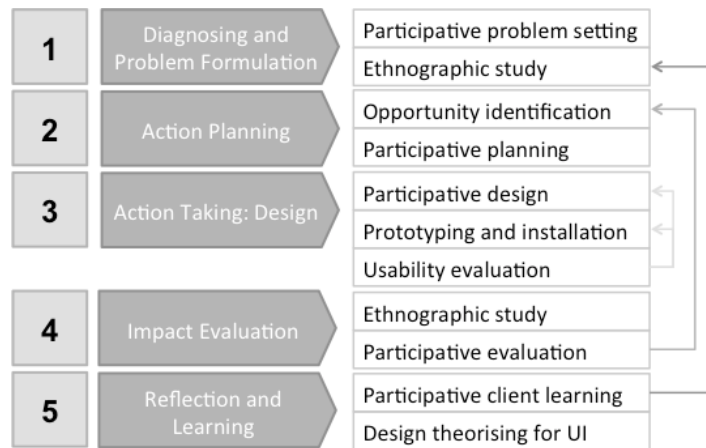 1
Diagnosing and
Problem Formulation
Participative problem setting
Ethnographic study
2
Action Planning
Opportunity identification
Participative planning
3
Action Taking: Design
Participative design
Prototyping and installation
Usability evaluation
4
Impact Evaluation
Ethnographic study
Participative evaluation
5
Reflection and
Learning
Participative client learning
Design theorising for UI